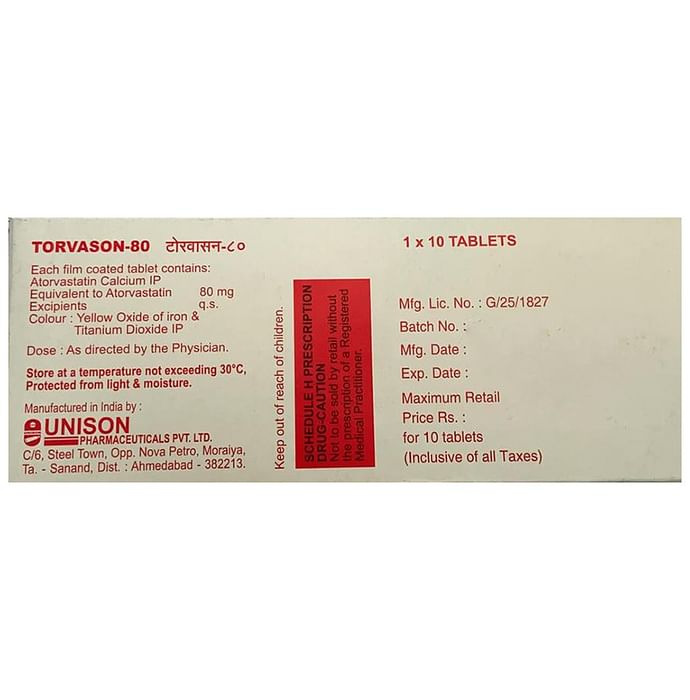 TORVASON-80 टोरवासन-८०
Each film coated tablet contains:
Atorvastatin Calcium IP
Equivalent to Atorvastatin 80 mg
Excipients q.s.
Colour : Yellow Oxide of iron &
Titanium Dioxide IP
Dose : As directed by the Physician.
Store at a temperature not exceeding 30°C,
Protected from light & moisture.
Manufactured in India by :
UNISON
PHARMACEUTICALS PVT. LTD.
C/6, Steel Town, Opp. Nova Petro, Moraiya,
Ta. - Sanand, Dist. : Ahmedabad - 382213.
Keep out of reach of children.
SCHEDULE H PRESCRIPTION
DRUG-CAUTION
Not to be sold by retail without
the prescription of a Registered
Medical Practitioner.
1 x 10 TABLETS
Mfg. Lic. No. : G/25/1827
Batch No. :
Mfg. Date :
Exp. Date :
Maximum Retail
Price Rs. :
for 10 tablets
(Inclusive of all Taxes)